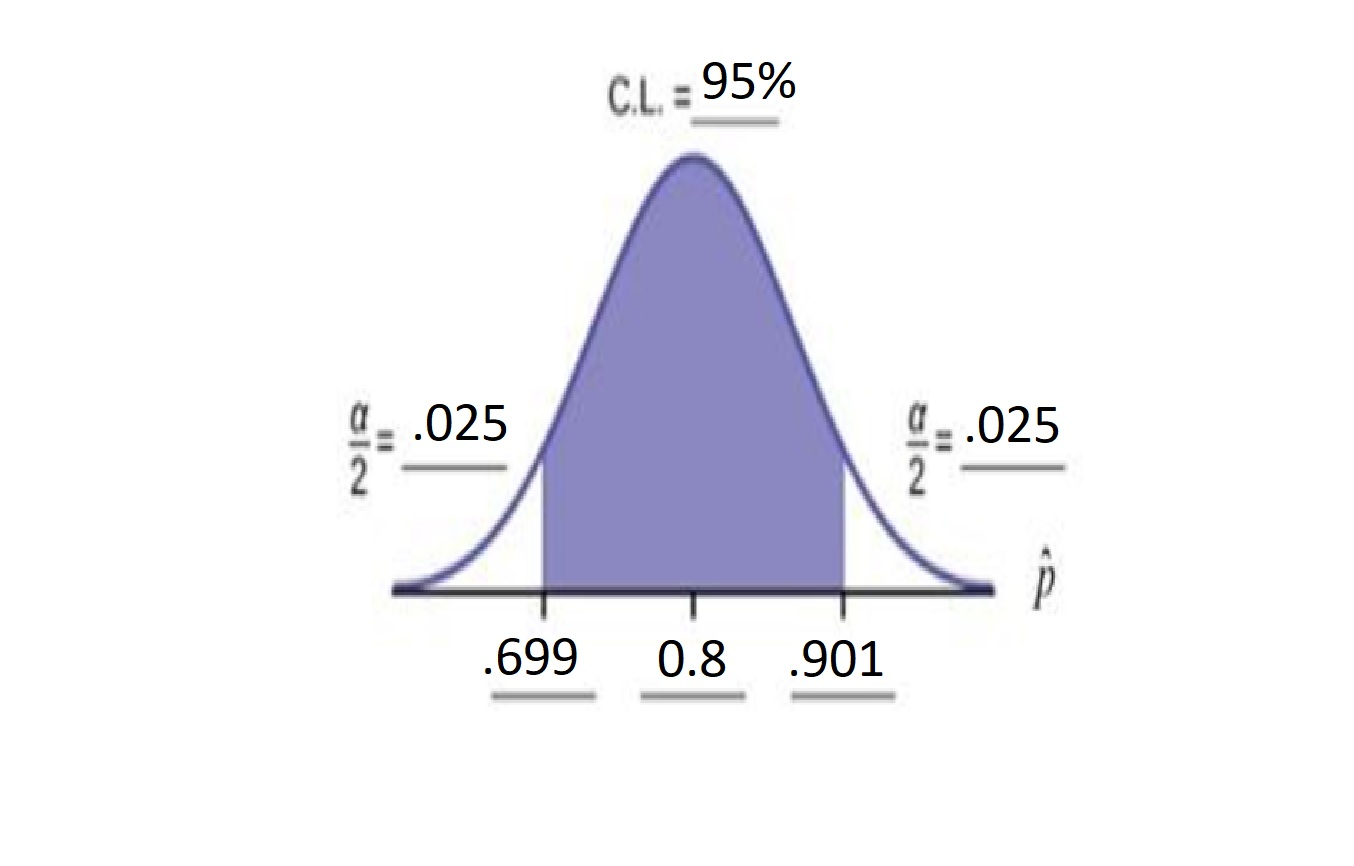 C.L. = 95%
α/2 = .025
α/2 = .025
p̂
.699 0.8 .901